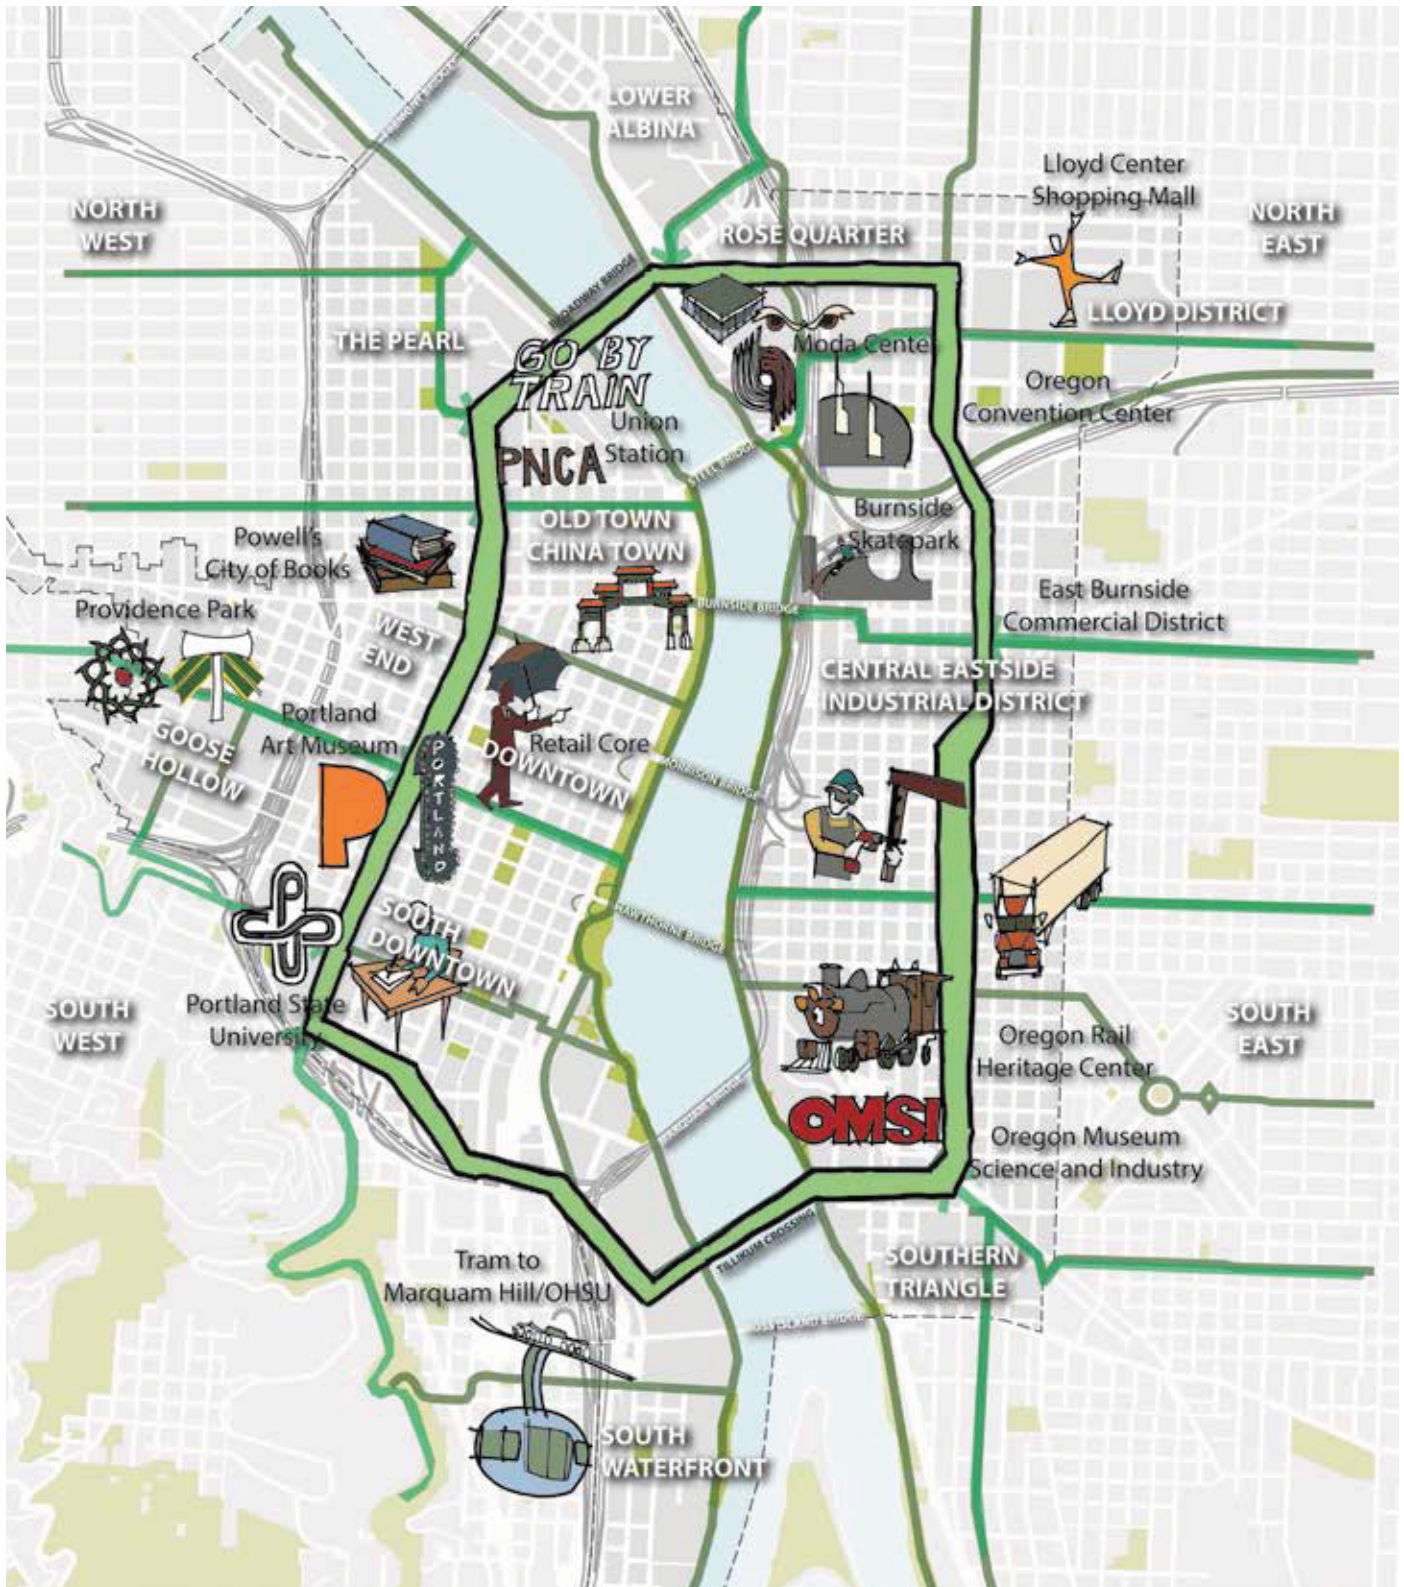 FREMONT BRIDGE
LOWER
ALBINA
Lloyd Center
Shopping Mall
NORTH
WEST
NORTH
EAST
ROSE QUARTER
BROADWAY BRIDGE
LLOYD DISTRICT
THE PEARL
GO BY
TRAIN
Moda Center
Union
Station
Oregon
Convention Center
PNCA
STEEL BRIDGE
OLD TOWN
CHINA TOWN
Burnside
Skatepark
Powell's
City of Books
Providence Park
BURNSIDE BRIDGE
East Burnside
Commercial District
WEST
END
CENTRAL EASTSIDE
INDUSTRIAL DISTRICT
Portland
Art Museum
GOOSE
HOLLOW
PORTLAND
Retail Core
DOWNTOWN
MORRISON BRIDGE
P
SOUTH
DOWNTOWN
HAWTHORNE BRIDGE
Portland State
University
SOUTH
WEST
SOUTH
EAST
Oregon Rail
Heritage Center
MARQUAM BRIDGE
OMSI
Oregon Museum
Science and Industry
TILLIKUM CROSSING
Tram to
Marquam Hill/OHSU
SOUTHERN
TRIANGLE
ROSS ISLAND BRIDGE
SOUTH
WATERFRONT